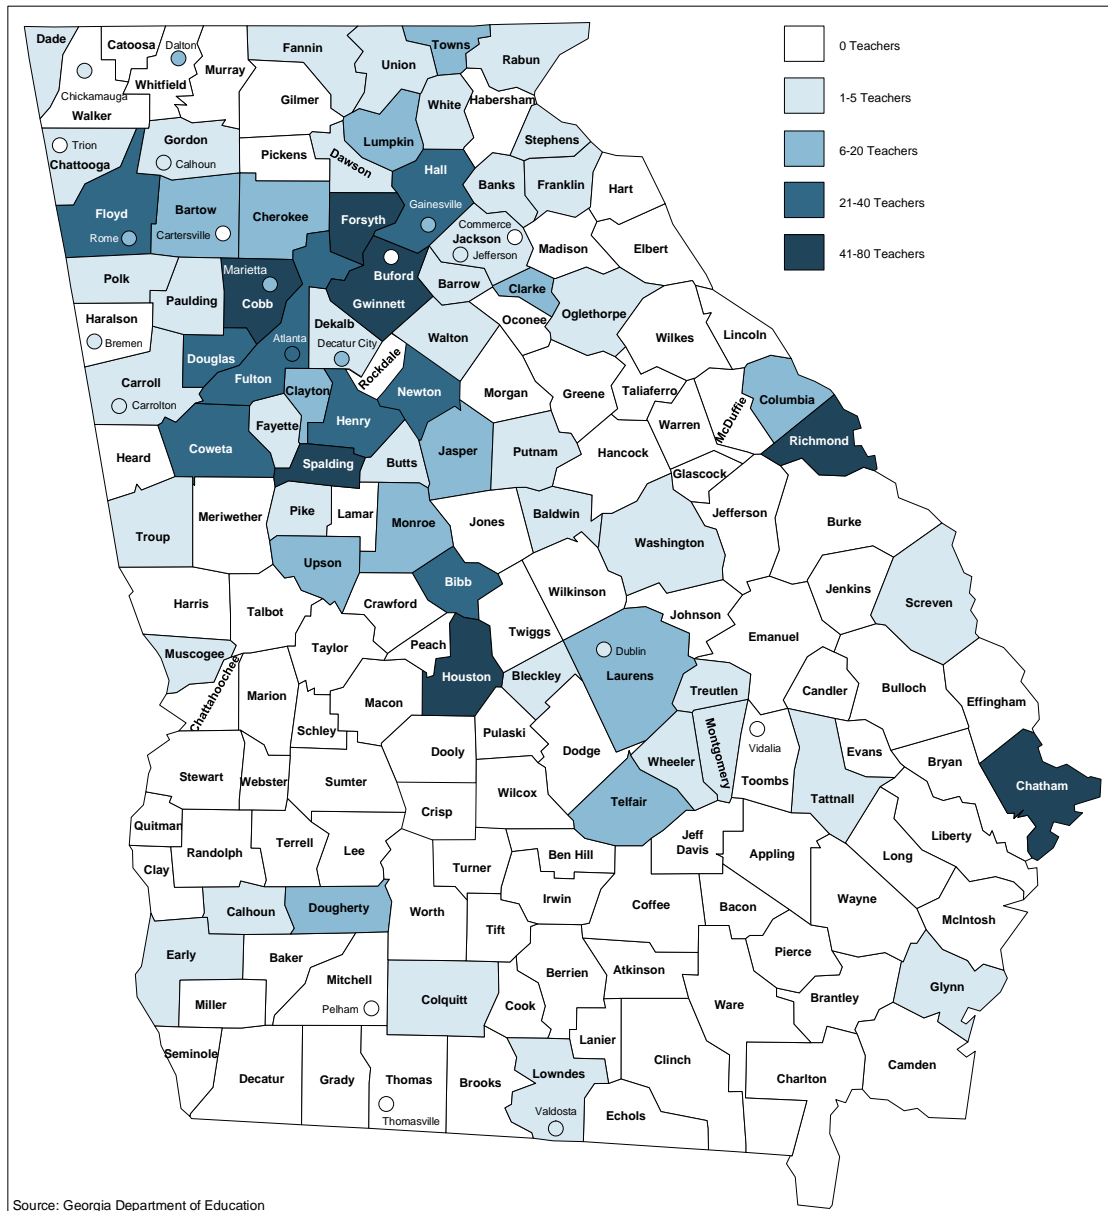 Dade
Catoosa
Dalton
Fannin
Towns
Union
Rabun
0 Teachers
Murray
Whitfield
Chickamauga
Walker
Gilmer
White
Habersham
1-5 Teachers
Trion
Chattooga
Gordon
Calhoun
Pickens
Dawson
Lumpkin
Stephens
6-20 Teachers
Hall
Banks
Franklin
Hart
Floyd
Rome
Bartow
Cartersville
Cherokee
Forsyth
Gainesville
Commerce
Jackson
Jefferson
Madison
Elbert
21-40 Teachers
41-80 Teachers
Polk
Paulding
Marietta
Cobb
Buford
Gwinnett
Barrow
Clarke
Oconee
Oglethorpe
Haralson
Bremen
Douglas
Atlanta
Fulton
Dekalb
Decatur City
Rockdale
Walton
Wilkes
Lincoln
Carroll
Carrolton
Clayton
Fayette
Henry
Newton
Morgan
Greene
Taliaferro
McDuffie
Columbia
Warren
Richmond
Heard
Coweta
Spalding
Butts
Jasper
Putnam
Hancock
Glascock
Troup
Meriwether
Pike
Lamar
Monroe
Jones
Baldwin
Washington
Jefferson
Burke
Upson
Bibb
Wilkinson
Jenkins
Screven
Harris
Talbot
Crawford
Johnson
Twiggs
Emanuel
Taylor
Peach
Muscogee
Chattahoochee
Marion
Macon
Houston
Bleckley
Dublin
Laurens
Treutlen
Candler
Bulloch
Effingham
Schley
Dooly
Pulaski
Dodge
Wheeler
Montgomery
Vidalia
Toombs
Evans
Bryan
Stewart
Webster
Sumter
Wilcox
Telfair
Tattnall
Chatham
Crisp
Quitman
Randolph
Terrell
Lee
Clay
Turner
Ben Hill
Jeff
Davis
Appling
Long
Liberty
Calhoun
Dougherty
Worth
Irwin
Coffee
Bacon
Wayne
McIntosh
Tift
Early
Baker
Mitchell
Pelham
Miller
Colquitt
Berrien
Atkinson
Pierce
Cook
Ware
Brantley
Glynn
Seminole
Decatur
Grady
Thomas
Thomasville
Brooks
Lanier
Lowndes
Valdosta
Clinch
Echols
Charlton
Camden
Source: Georgia Department of Education